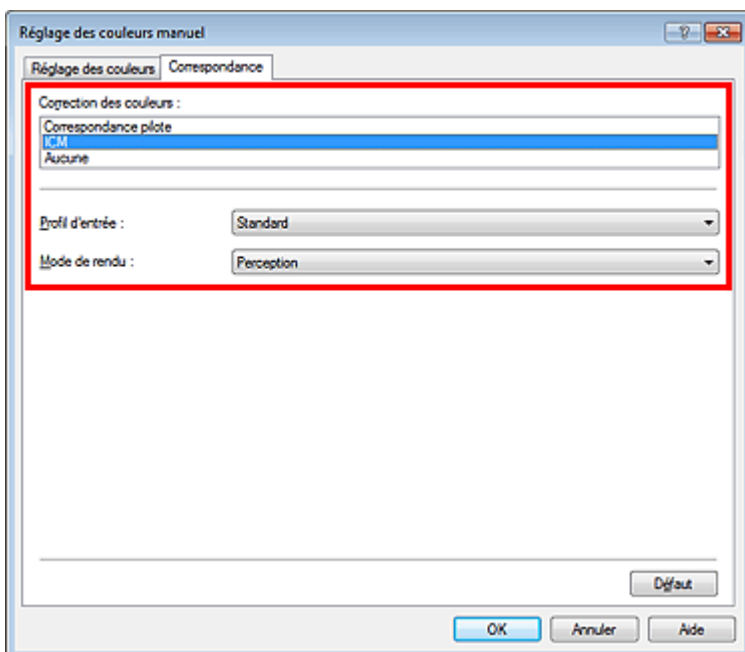 Réglage des couleurs manuel
Réglage des couleurs Correspondance
Correction des couleurs :
Correspondance pilote
ICM
Aucune
Profil d'entrée : Standard
Mode de rendu : Perception
Défaut
OK Annuler Aide